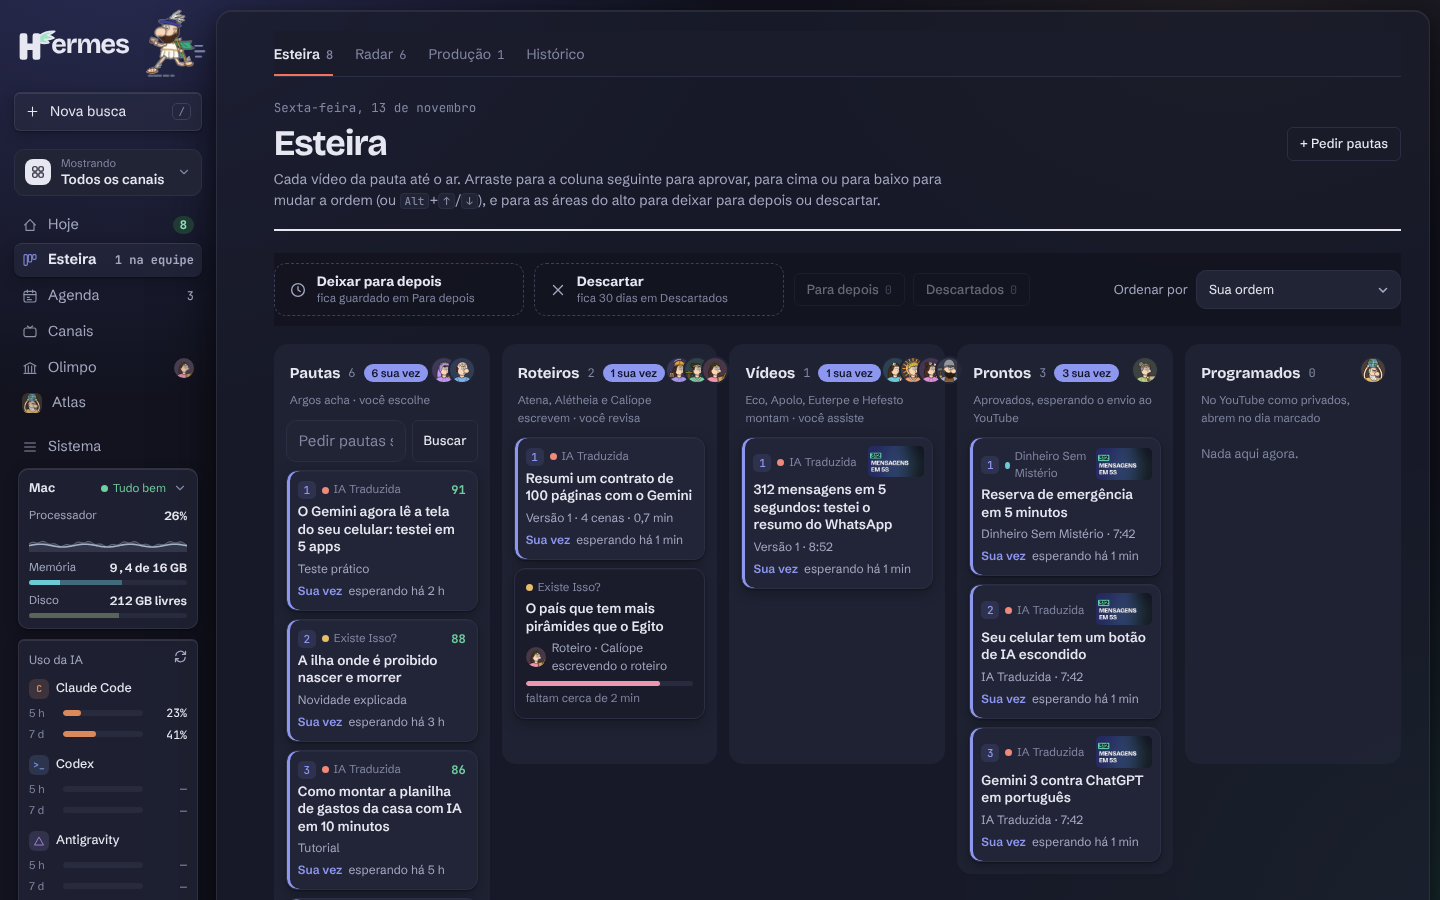 Hermes
Nova busca /
Mostrando
Todos os canais
Hoje 8
Esteira 1 na equipe
Agenda 3
Canais
Olimpo
Atlas
Sistema
Mac Tudo bem
Processador 26%
Memória 9,4 de 16 GB
Disco 212 GB livres
Uso da IA
C Claude Code
5 h 23%
7 d 41%
>_ Codex
5 h –
7 d –
Antigravity
5 h –
7 d –
Esteira 8 Radar 6 Produção 1 Histórico
Sexta-feira, 13 de novembro
Esteira
+ Pedir pautas
Cada vídeo da pauta até o ar. Arraste para a coluna seguinte para aprovar, para cima ou para baixo para
mudar a ordem (ou Alt+↑/↓), e para as áreas do alto para deixar para depois ou descartar.
Deixar para depois
fica guardado em Para depois
Descartar
fica 30 dias em Descartados
Para depois 0
Descartados 0
Ordenar por Sua ordem
Pautas 6 6 sua vez
Argos acha · você escolhe
Pedir pautas s Buscar
1 IA Traduzida 91
O Gemini agora lê a tela
do seu celular: testei em
5 apps
Teste prático
Sua vez esperando há 2 h
2 Existe Isso? 88
A ilha onde é proibido
nascer e morrer
Novidade explicada
Sua vez esperando há 3 h
3 IA Traduzida 86
Como montar a planilha
de gastos da casa com IA
em 10 minutos
Tutorial
Sua vez esperando há 5 h
Roteiros 2 1 sua vez
Atena, Alétheia e Calíope
escrevem · você revisa
1 IA Traduzida
Resumi um contrato de
100 páginas com o Gemini
Versão 1 · 4 cenas · 0,7 min
Sua vez esperando há 1 min
Existe Isso?
O país que tem mais
pirâmides que o Egito
Roteiro · Calíope
escrevendo o roteiro
faltam cerca de 2 min
Vídeos 1 1 sua vez
Eco, Apolo, Euterpe e Hefesto
montam · você assiste
1 IA Traduzida
312
MENSAGENS
EM 5S
312 mensagens em 5
segundos: testei o
resumo do WhatsApp
Versão 1 · 8:52
Sua vez esperando há 1 min
Prontos 3 3 sua vez
Aprovados, esperando o envio ao
YouTube
1 Dinheiro Sem
Mistério
312
MENSAGENS
EM 5S
Reserva de emergência
em 5 minutos
Dinheiro Sem Mistério · 7:42
Sua vez esperando há 1 min
2 IA Traduzida
312
MENSAGENS
EM 5S
Seu celular tem um botão
de IA escondido
IA Traduzida · 7:42
Sua vez esperando há 1 min
3 IA Traduzida
312
MENSAGENS
EM 5S
Gemini 3 contra ChatGPT
em português
IA Traduzida · 7:42
Sua vez esperando há 1 min
Programados 0
No YouTube como privados,
abrem no dia marcado
Nada aqui agora.